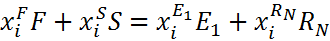 $x_i^F F + x_i^S S = x_i^{E_1} E_1 + x_i^{R_N} R_N$